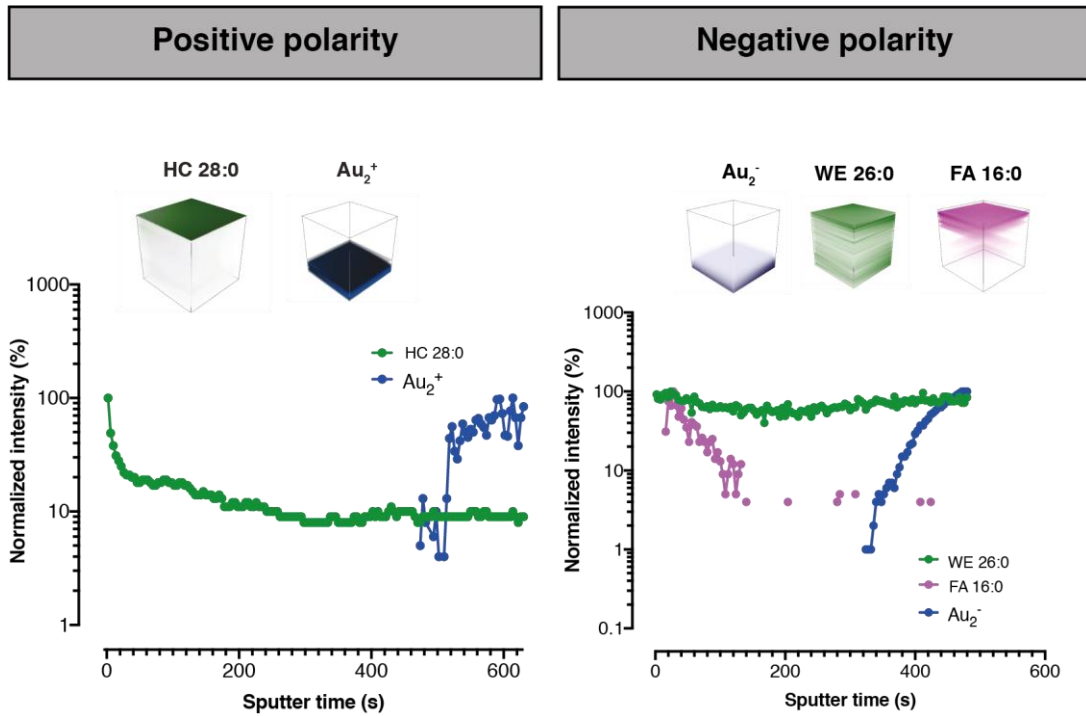 Positive polarity
HC 28:0
Au₂⁺
1000
100
10
1
Normalized intensity (%)
HC 28:0
Au₂⁺
0
200
400
600
Sputter time (s)
Negative polarity
Au₂⁻
WE 26:0
FA 16:0
1000
100
10
1
0.1
Normalized intensity (%)
WE 26:0
FA 16:0
Au₂⁻
0
200
400
600
Sputter time (s)